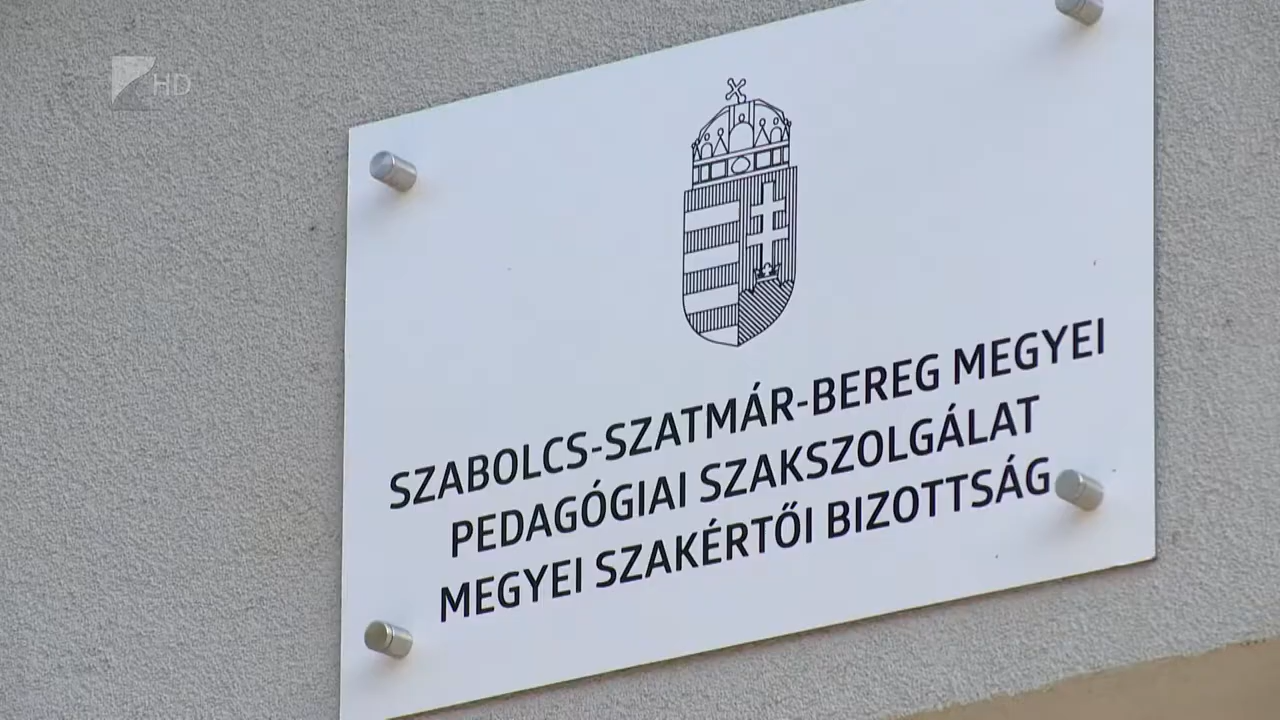 HD
SZABOLCS-SZATMÁR-BEREG MEGYEI
PEDAGÓGIAI SZAKSZOLGÁLAT
MEGYEI SZAKÉRTŐI BIZOTTSÁG